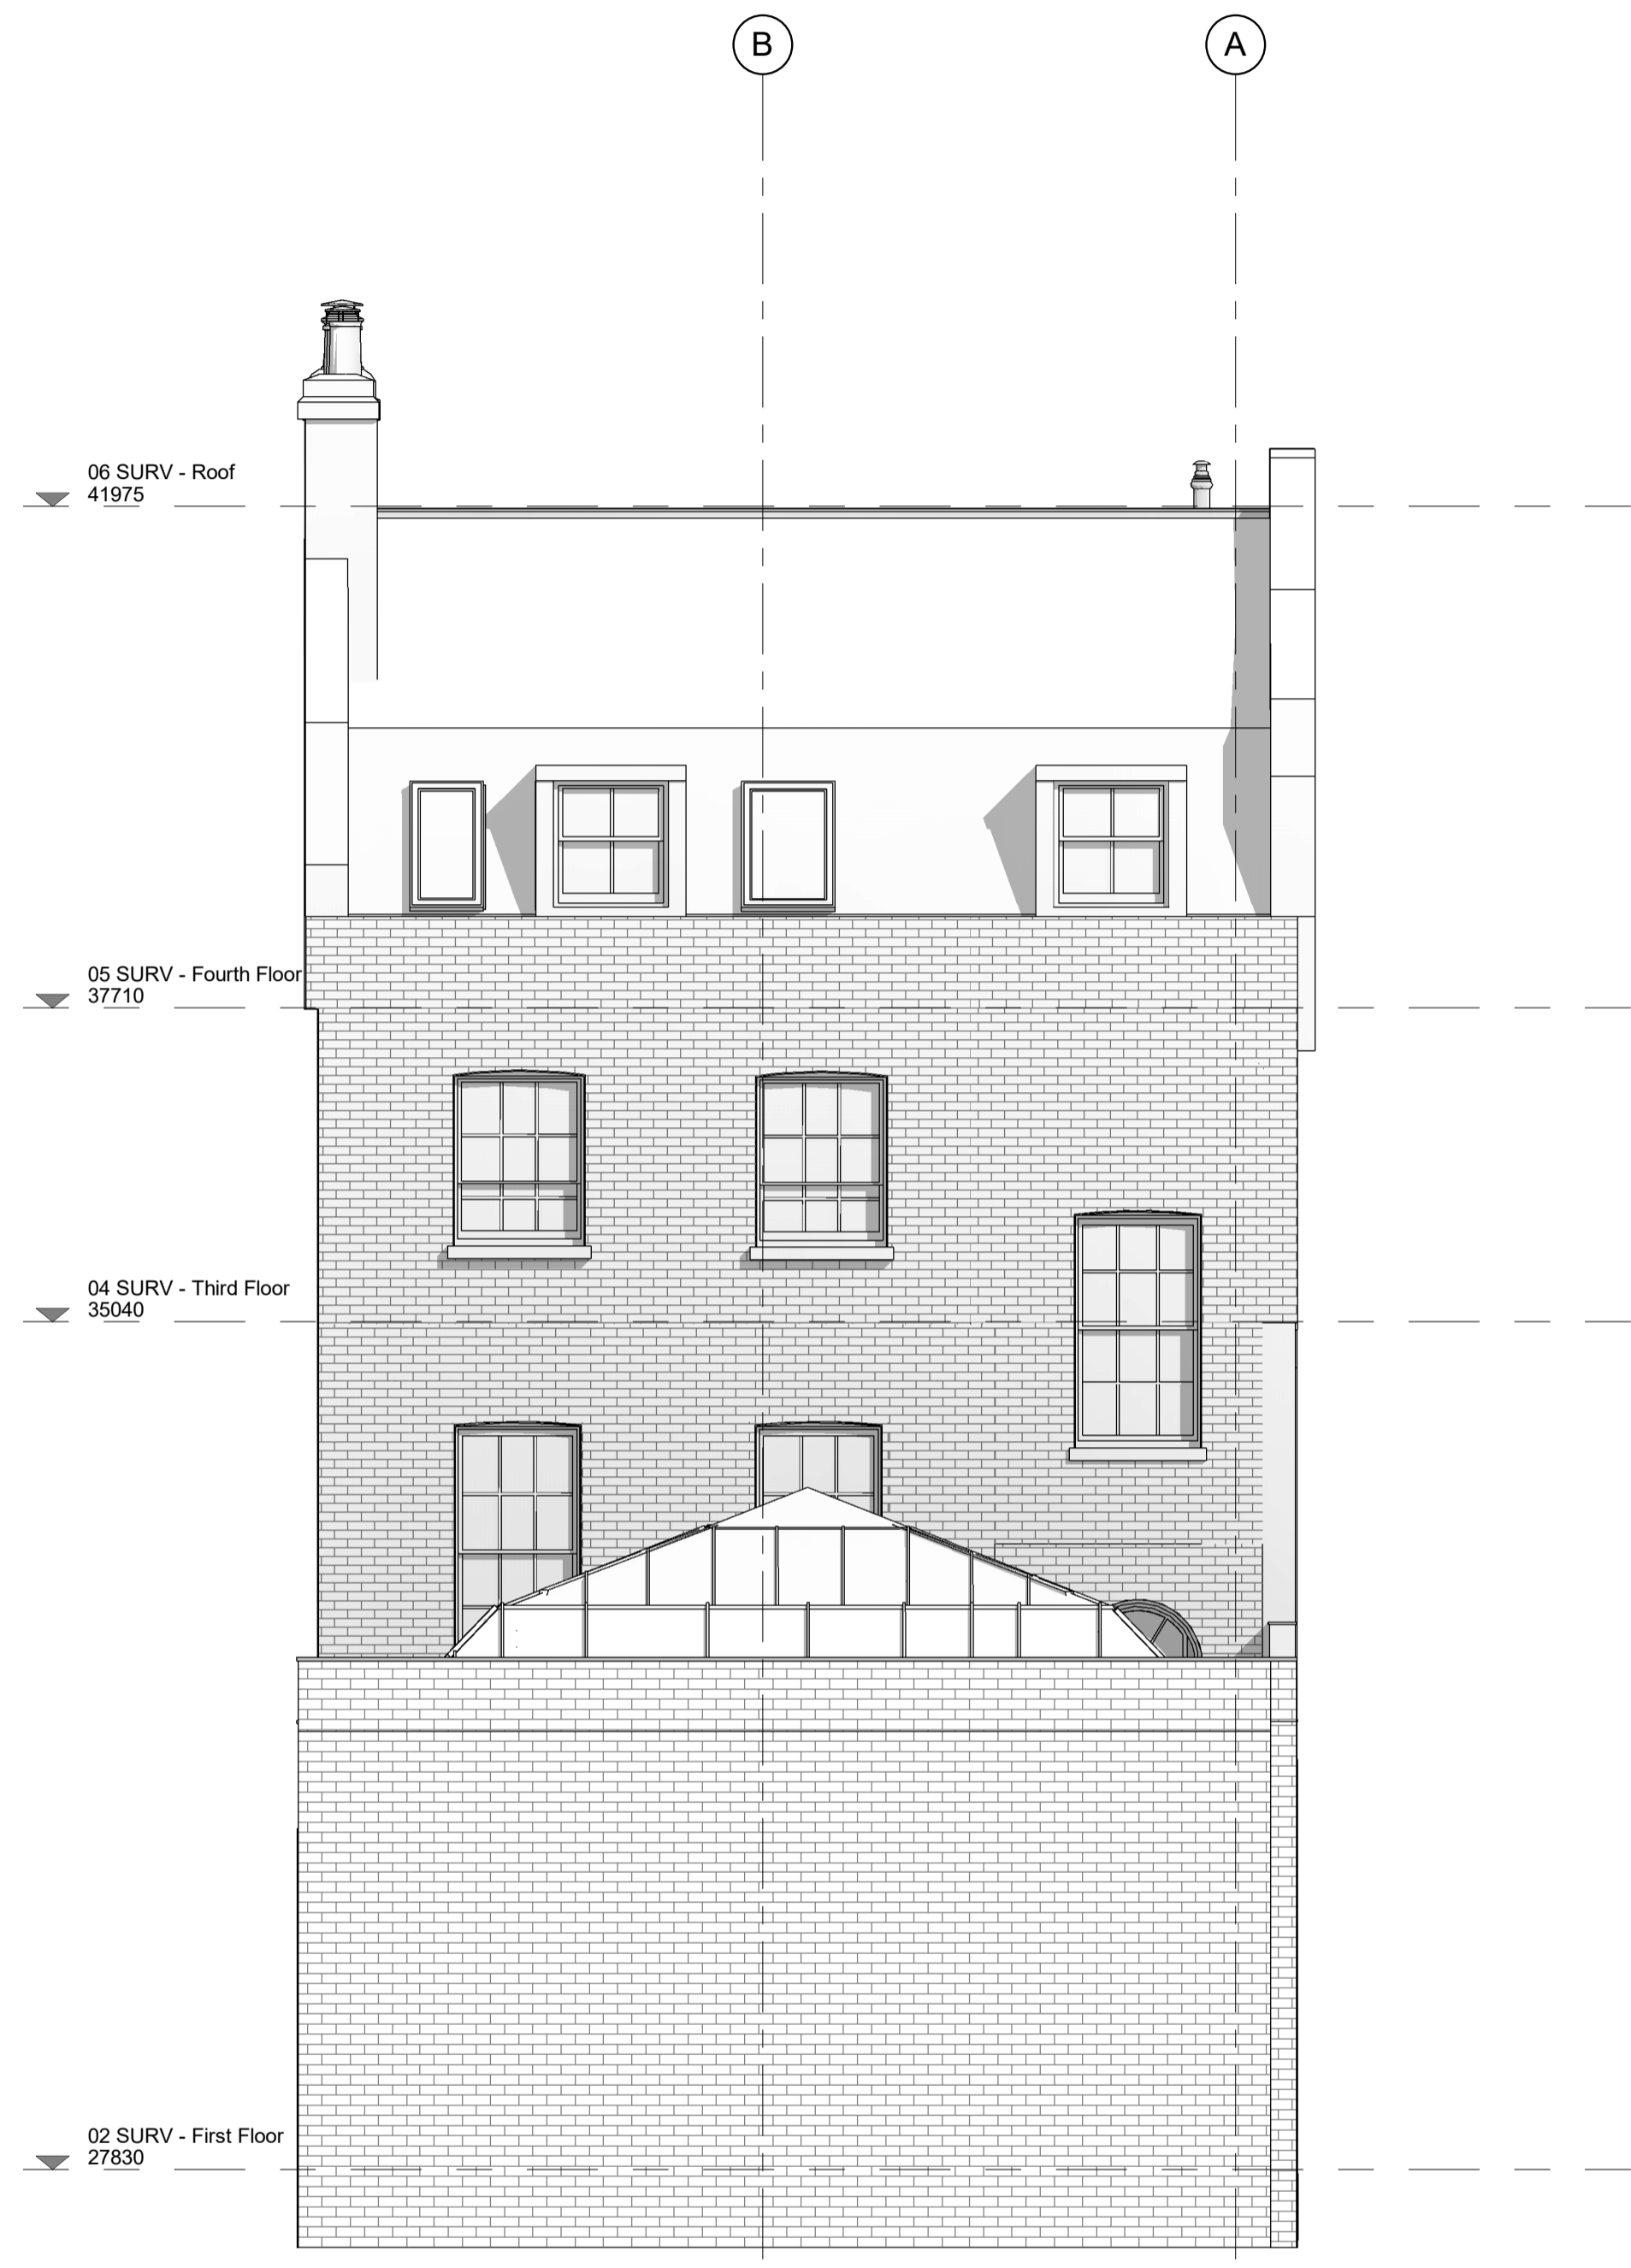 B
A
06 SURV - Roof
41975
05 SURV - Fourth Floor
37710
04 SURV - Third Floor
35040
02 SURV - First Floor
27830